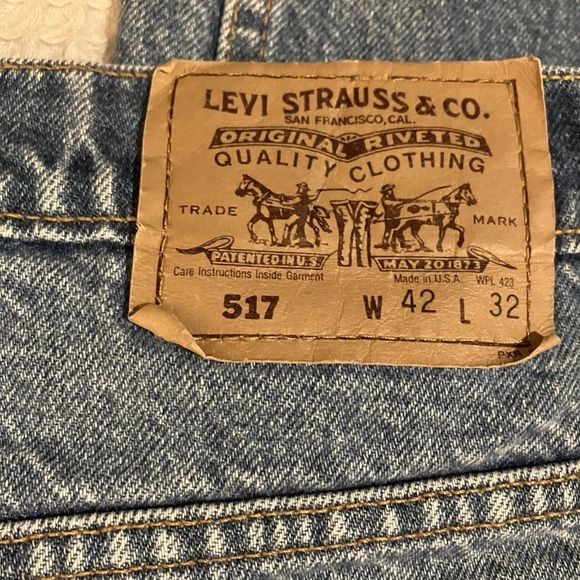 LEVI STRAUSS & CO.
SAN FRANCISCO, CAL.
ORIGINAL RIVETED
QUALITY CLOTHING
TRADE MARK
PATENTED IN U.S. MAY 20 1873
Care Instructions Inside Garment Made in U.S.A. WPL 423
517 W 42 L 32